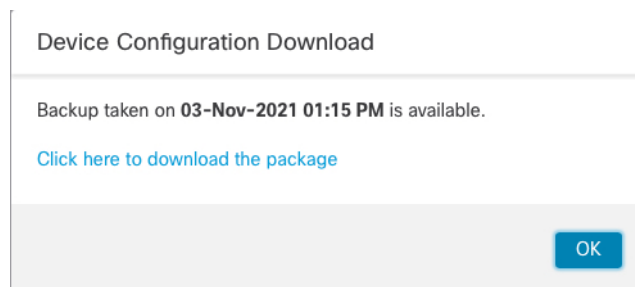 Device Configuration Download
Backup taken on 03-Nov-2021 01:15 PM is available.
Click here to download the package
OK